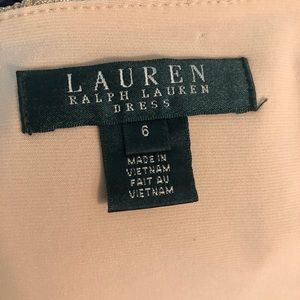 LAUREN
RALPH LAUREN
DRESS
6
MADE IN
VIETNAM
FAIT AU
VIETNAM